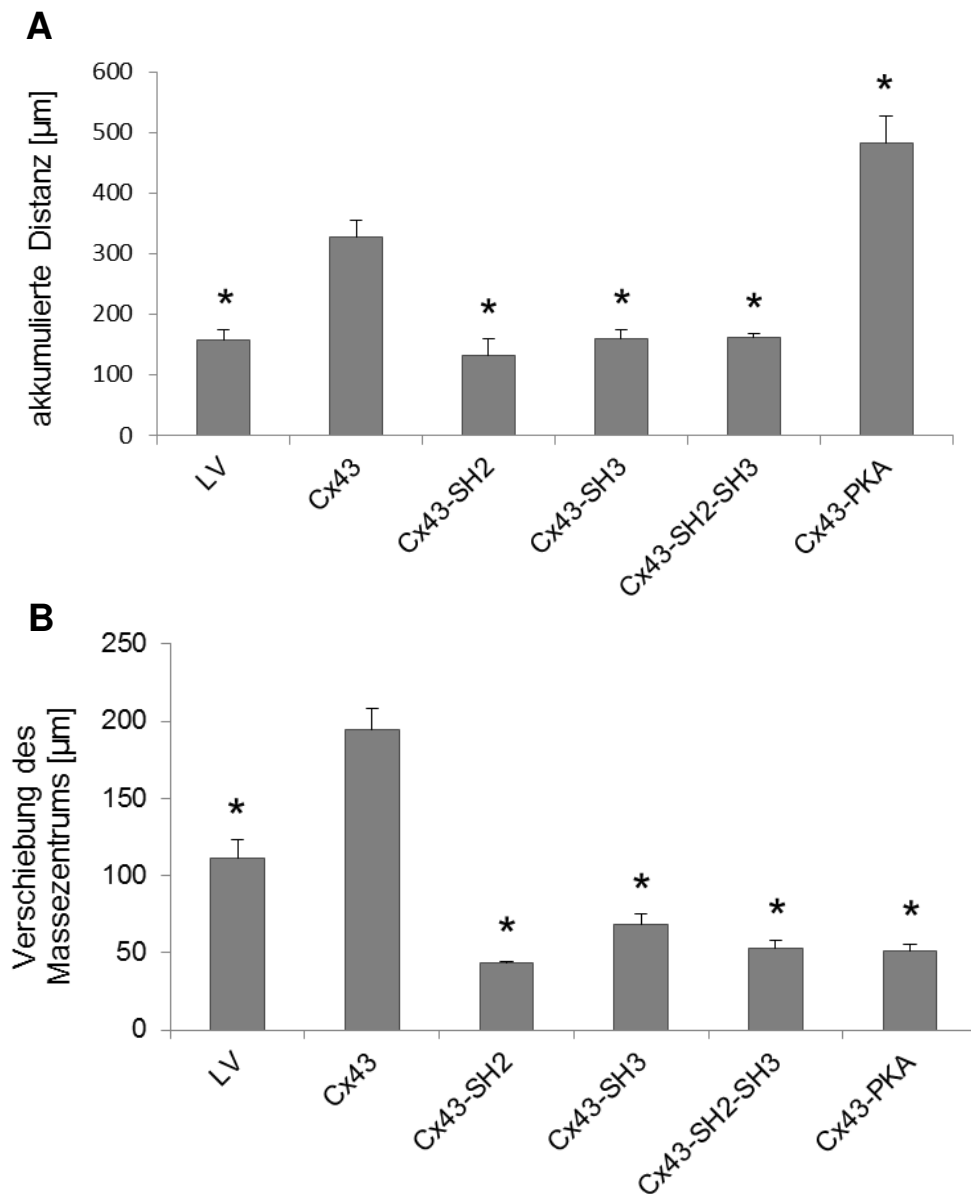 A
akkumulierte Distanz [µm]
600
500
400
300
200
100
0
*
*
*
*
*
LV
Cx43
Cx43-SH2
Cx43-SH3
Cx43-SH2-SH3
Cx43-PKA
B
Verschiebung des
Massezentrums [µm]
250
200
150
100
50
0
*
*
*
*
*
LV
Cx43
Cx43-SH2
Cx43-SH3
Cx43-SH2-SH3
Cx43-PKA